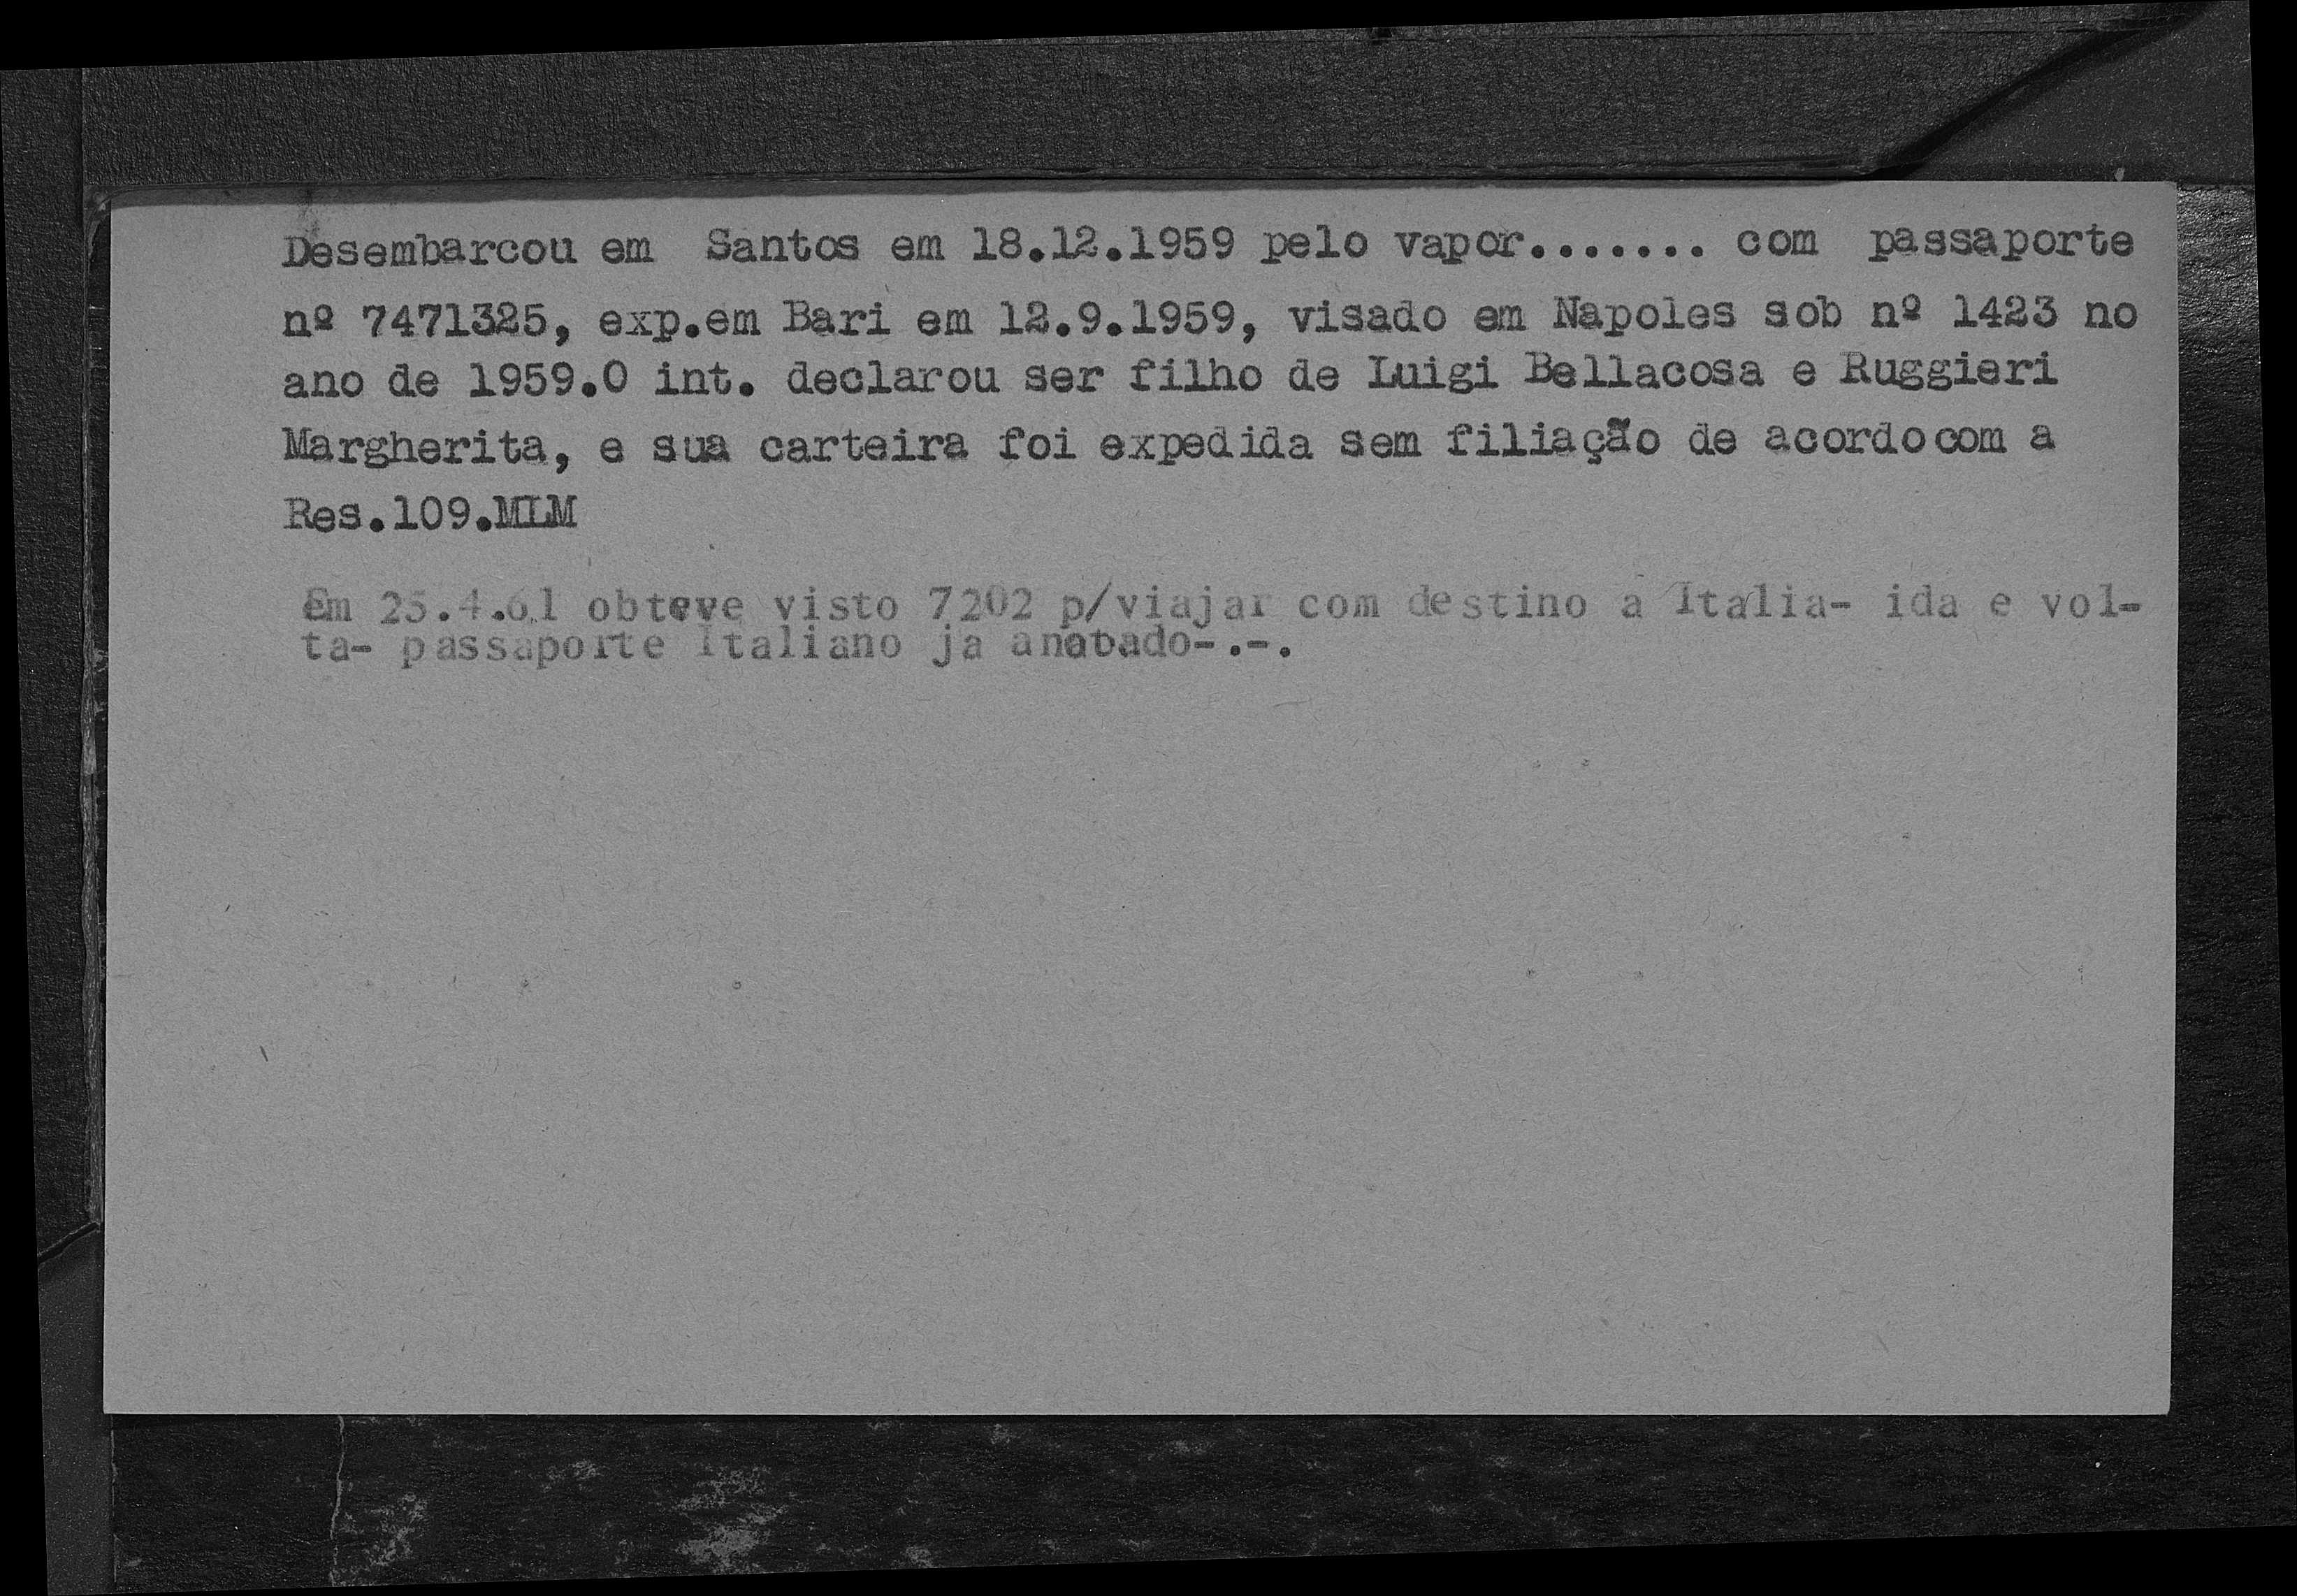 Desembarcou em Santos em 18.12.1959 pelo vapor....... com passaporte
nº 7471325, exp.em Bari em 12.9.1959, visado em Napoles sob nº 1423 no
ano de 1959.O int. declarou ser filho de Luigi Bellacosa e Ruggieri
Margherita, e sua carteira foi expedida sem filiação de acordo com a
Res.109.MLM
Em 25.4.61 obteve visto 7202 p/viajar com destino a Italia- ida e vol-
ta- passaporte Italiano ja anotado-.-.